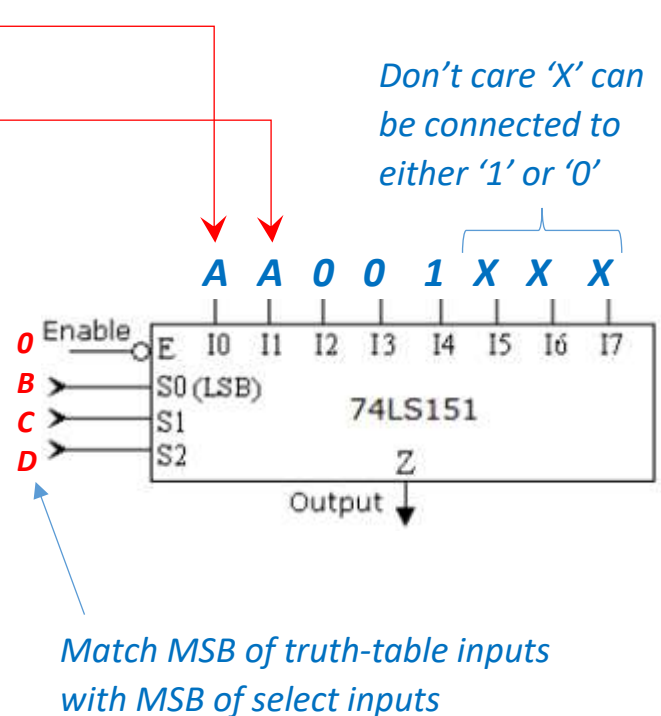 Don't care 'X' can
be connected to
either '1' or '0'
A A 0 0 1 X X X
0 Enable E I0 I1 I2 I3 I4 I5 I6 I7
B S0 (LSB)
C S1 74LS151
D S2 Z
Output
Match MSB of truth-table inputs
with MSB of select inputs